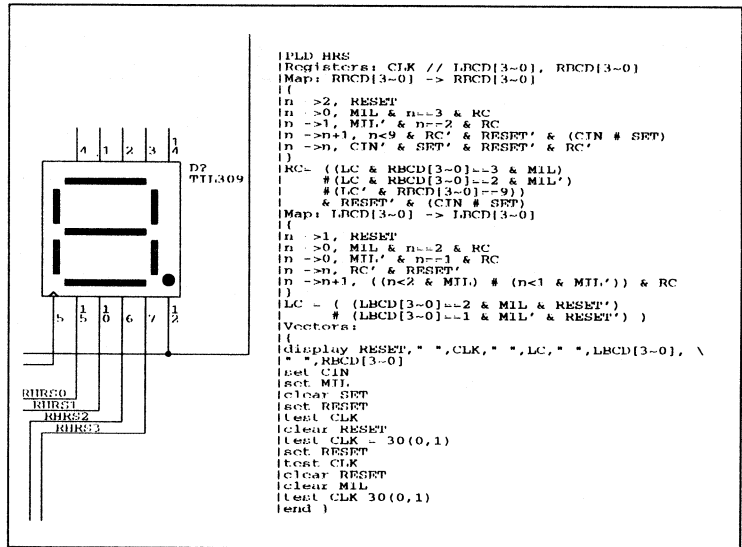 |PLD HRS
|Registers: CLK // LBCD[3~0], RBCD[3~0]
|Map: RBCD[3~0] -> RBCD[3~0]
|{
|n ->2, RESET
|n ->0, MIL & n==3 & RC
|n ->1, MIL' & n==2 & RC
|n ->n+1, n<9 & RC' & RESET' & (CIN # SET)
|n ->n, CIN' & SET' & RESET' & RC'
|}
|RC= ((LC & RBCD[3~0]==3 & MIL)
| #(LC & RBCD[3~0]==2 & MIL')
| #(LC' & RBCD[3~0]==9))
| & RESET' & (CIN # SET)
|Map: LBCD[3~0] -> LBCD[3~0]
|{
|n ->1, RESET
|n ->0, MIL & n==2 & RC
|n ->0, MIL' & n==1 & RC
|n ->n, RC' & RESET'
|n ->n+1, ((n<2 & MIL) # (n<1 & MIL')) & RC
|}
|LC = ( (LBCD[3~0]==2 & MIL & RESET')
| # (LBCD[3~0]==1 & MIL' & RESET') )
|Vectors:
|{
|display RESET," ",CLK," ",LC," ",LBCD[3~0], \
|" ",RBCD[3~0]
|set CIN
|set MIL
|clear SET
|set RESET
|test CLK
|clear RESET
|test CLK = 30(0,1)
|set RESET
|test CLK
|clear RESET
|clear MIL
|test CLK 30(0,1)
|end }
4 1 2 3 14
D?
TIL309
5 15 10 6 7 12
RHRS0
RHRS1
RHRS2
RHRS3